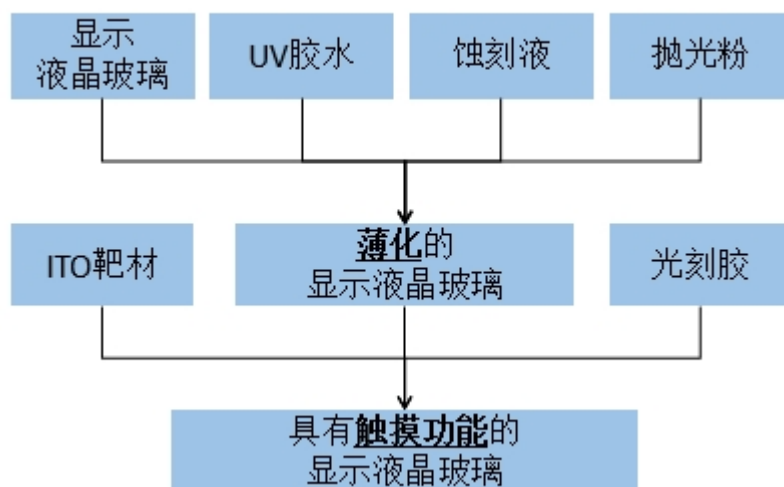 显示
液晶玻璃
UV胶水
蚀刻液
抛光粉
ITO靶材
薄化的
显示液晶玻璃
光刻胶
具有触摸功能的
显示液晶玻璃